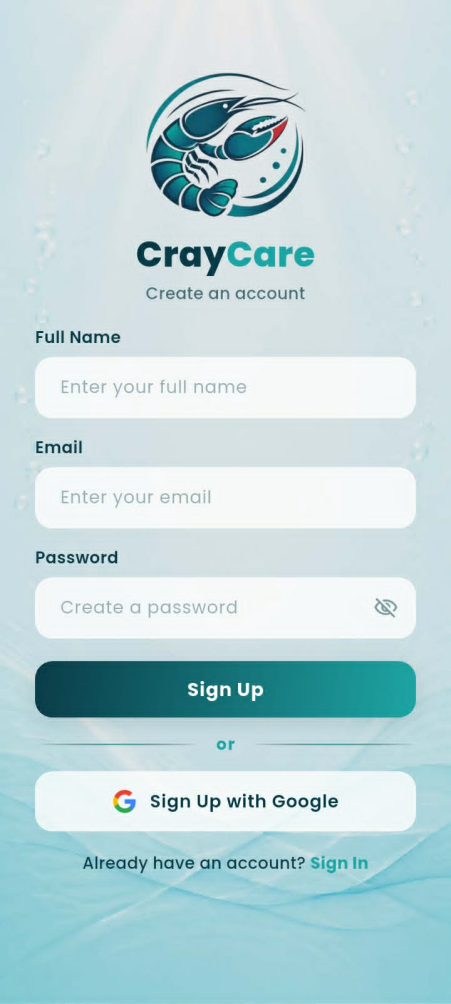 CrayCare
Create an account
Full Name
Enter your full name
Email
Enter your email
Password
Create a password
Sign Up
or
Sign Up with Google
Already have an account? Sign In